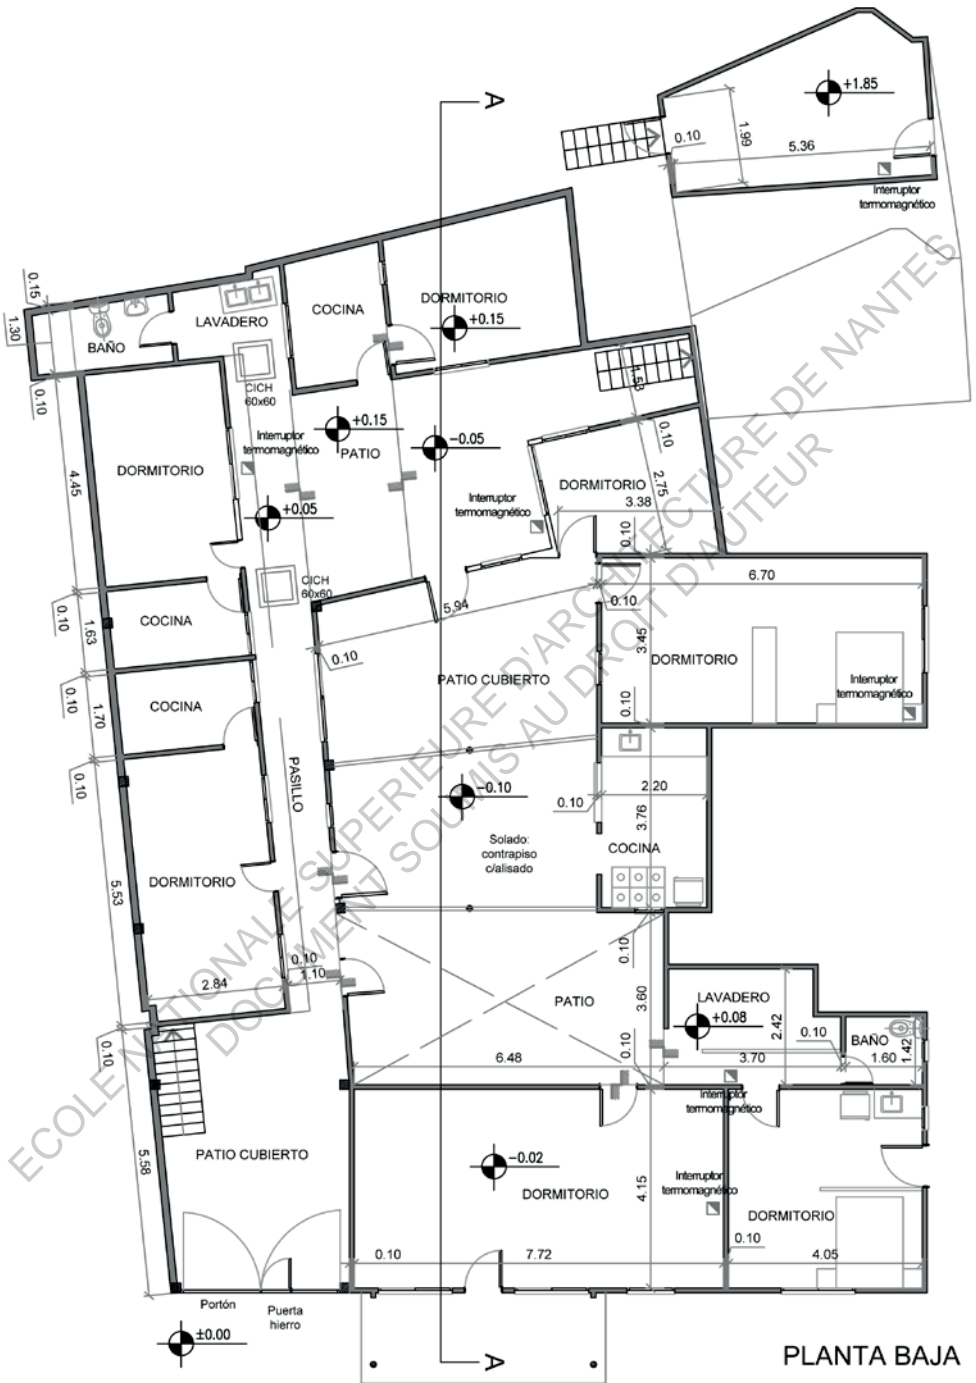 A
+1.85
0.10
1.99
5.36
Interruptor
termomagnético
0.15
1.30
BAÑO
LAVADERO
COCINA
DORMITORIO
+0.15
0.10
CICH
60x60
1.53
+0.15
PATIO
-0.05
Interruptor
termomagnético
0.10
DORMITORIO
4.45
DORMITORIO
2.75
3.38
Interruptor
termomagnético
+0.05
0.10
CICH
60x60
6.70
5.94
0.10
0.10
1.63
COCINA
0.10
3.45
DORMITORIO
PATIO CUBIERTO
Interruptor
termomagnético
0.10
0.10
1.70
COCINA
0.10
PASILLO
-0.10
2.20
0.10
3.76
Solado:
contrapiso
c/alisado
COCINA
5.53
DORMITORIO
0.10
0.10
1.10
2.84
PATIO
3.60
LAVADERO
+0.08
2.42
0.10
BAÑO
1.42
0.10
6.48
0.10
3.70
1.60
Interruptor
termomagnético
5.58
PATIO CUBIERTO
-0.02
DORMITORIO
4.15
Interruptor
termomagnético
DORMITORIO
0.10
0.10
7.72
4.05
Portón
Puerta
hierro
±0.00
A
PLANTA BAJA
ECOLE NATIONALE SUPERIEURE D'ARCHITECTURE DE NANTES
DOCUMENT SOUMIS AU DROIT D'AUTEUR